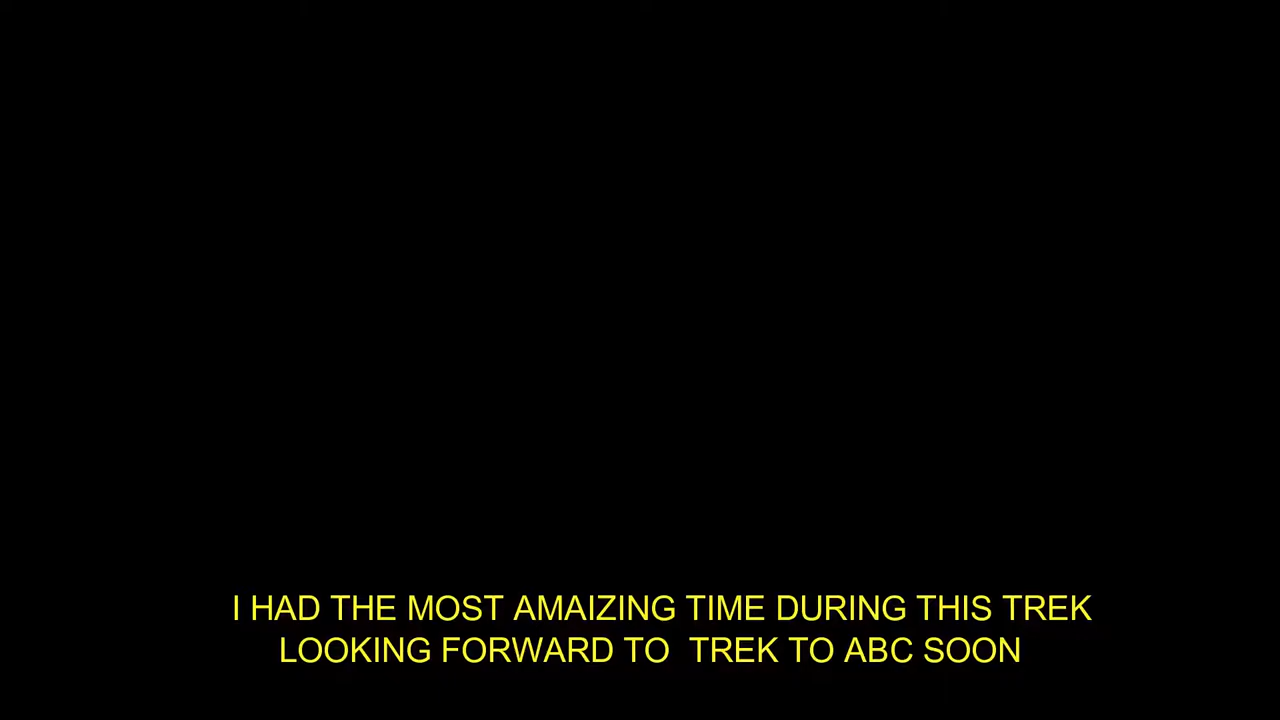 I HAD THE MOST AMAIZING TIME DURING THIS TREK
LOOKING FORWARD TO  TREK TO ABC SOON